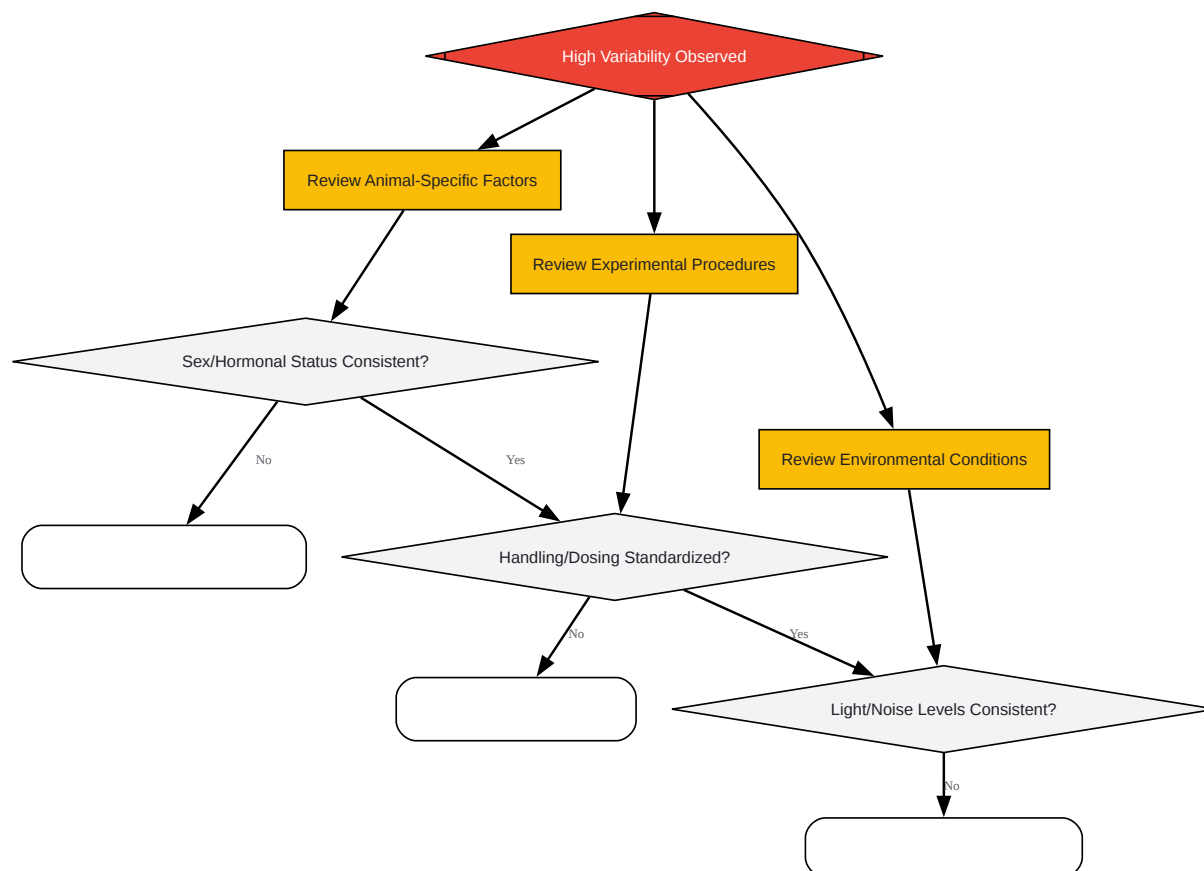 High Variability Observed
Review Animal-Specific Factors
Review Experimental Procedures
Sex/Hormonal Status Consistent?
No
Yes
Review Environmental Conditions
Handling/Dosing Standardized?
No
Yes
Light/Noise Levels Consistent?
No